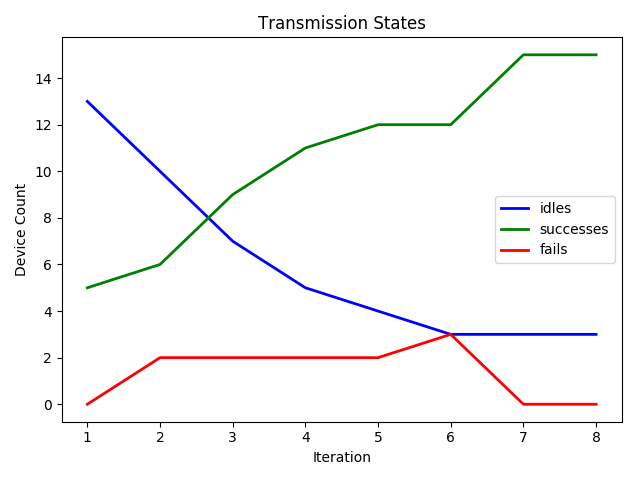 Transmission States
Device Count
14
12
10
8
6
4
2
0
idles
successes
fails
1 2 3 4 5 6 7 8
Iteration